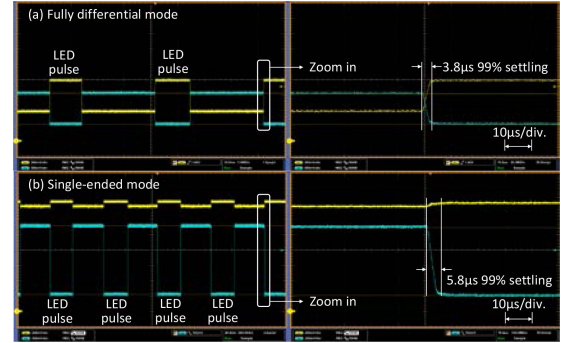 (a) Fully differential mode
LED
pulse
LED
pulse
Zoom in
3.8µs 99% settling
10µs/div.
(b) Single-ended mode
LED
pulse
LED
pulse
LED
pulse
LED
pulse
Zoom in
5.8µs 99% settling
10µs/div.